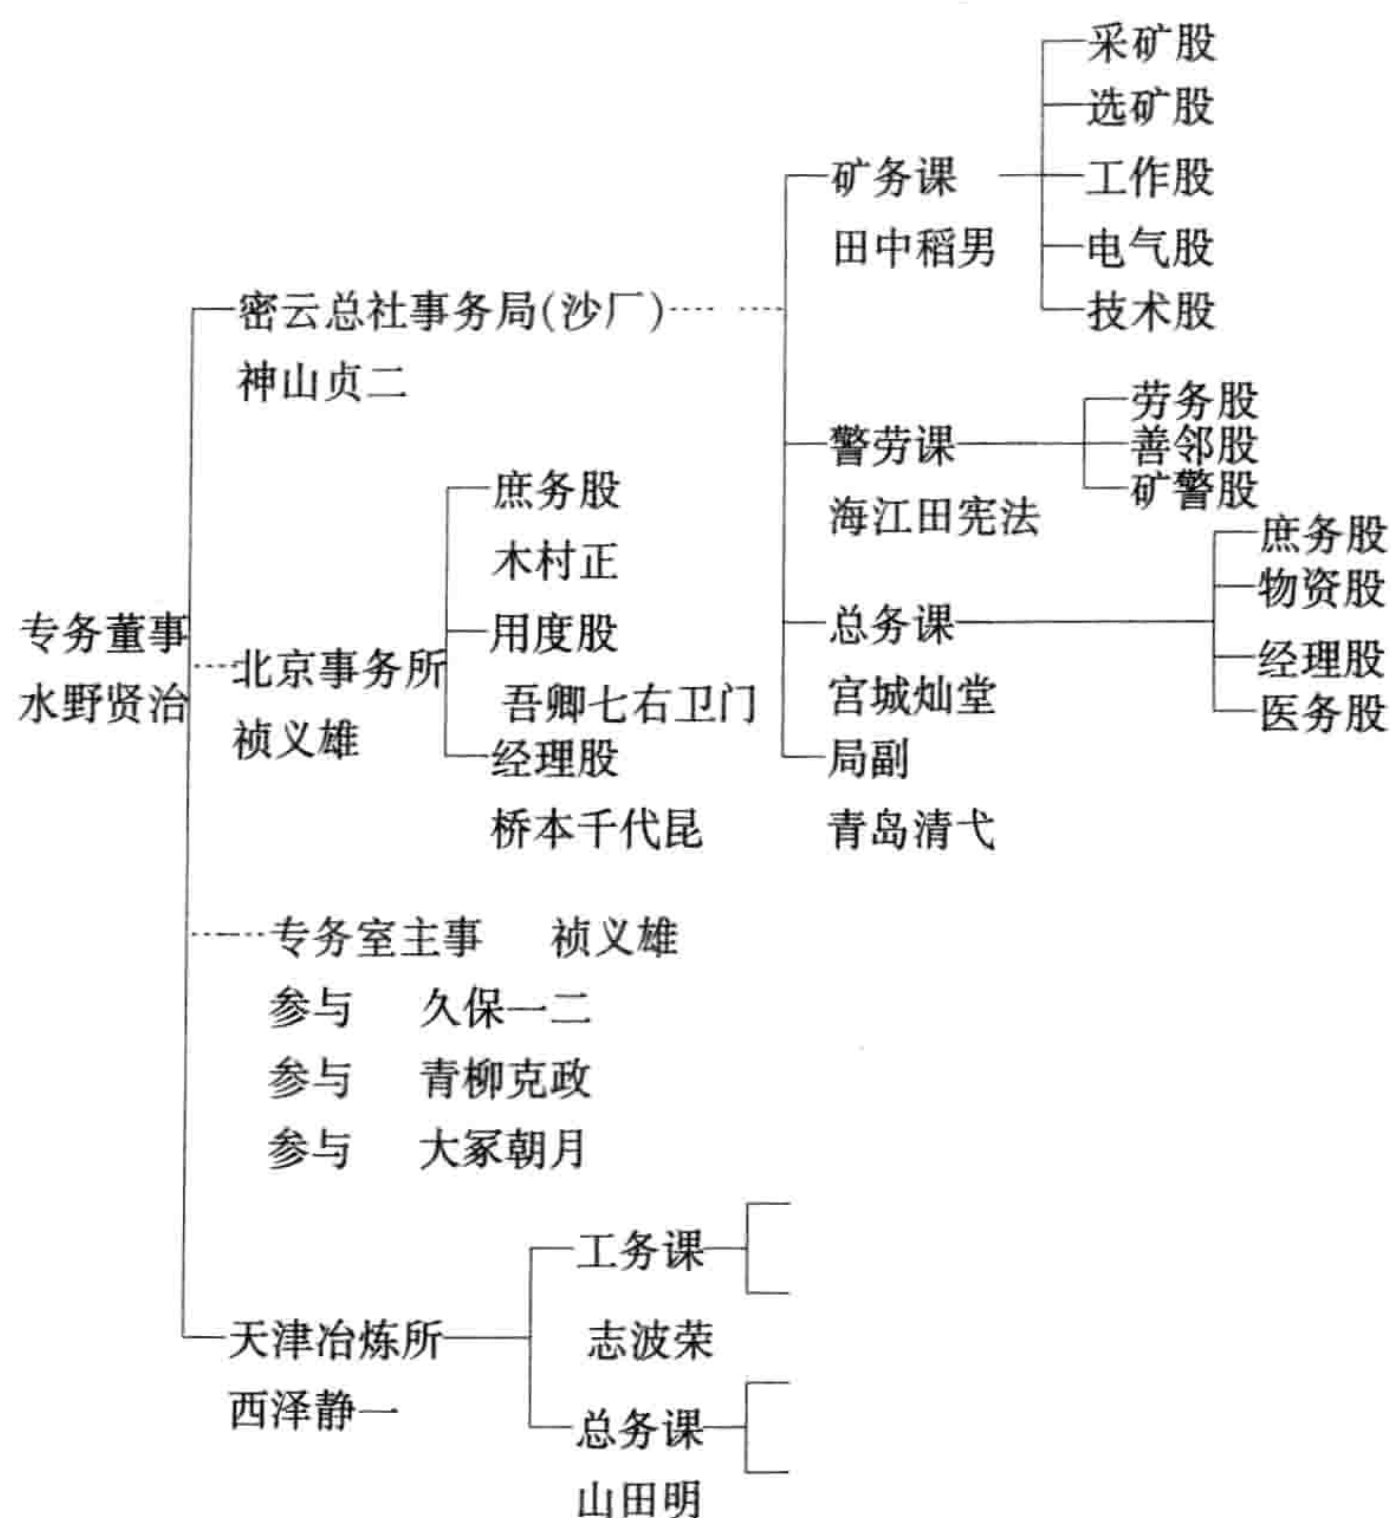 专务董事
水野贤治
密云总社事务局(沙厂)
神山贞二
矿务课
田中稻男
采矿股
选矿股
工作股
电气股
技术股
警劳课
海江田宪法
劳务股
善邻股
矿警股
总务课
宫城灿堂
庶务股
物资股
经理股
医务股
局副
青岛清弋
北京事务所
祯义雄
庶务股
木村正
用度股
吾卿七右卫门
经理股
桥本千代昆
专务室主事 祯义雄
参与 久保一二
参与 青柳克政
参与 大冢朝月
天津冶炼所
西泽静一
工务课
志波荣
总务课
山田明